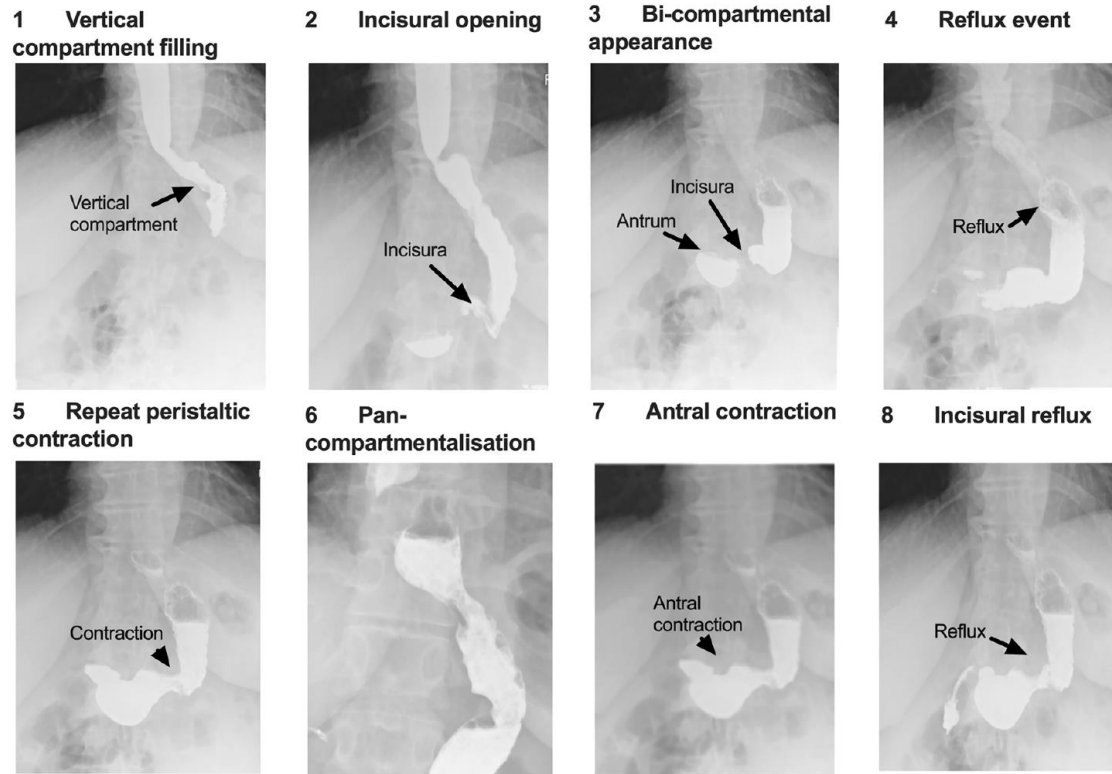 1 Vertical
compartment filling
2 Incisural opening
3 Bi-compartmental
appearance
4 Reflux event
Vertical
compartment
Incisura
Incisura
Antrum
Reflux
5 Repeat peristaltic
contraction
6 Pan-
compartmentalisation
7 Antral contraction
8 Incisural reflux
Contraction
Antral
contraction
Reflux